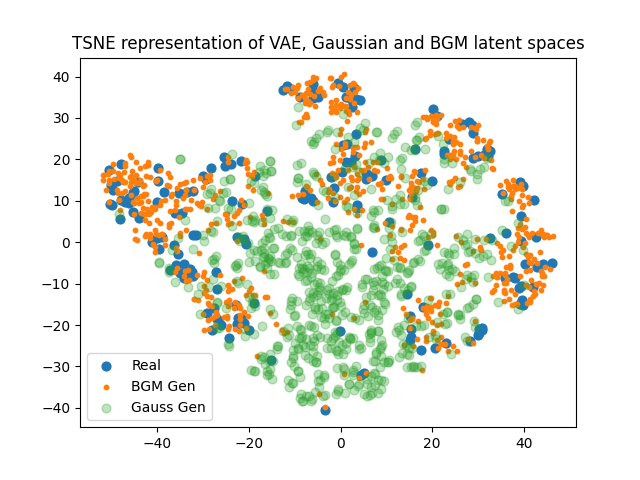 TSNE representation of VAE, Gaussian and BGM latent spaces
40
30
20
10
0
−10
−20
−30
−40
Real
BGM Gen
Gauss Gen
−40 −20 0 20 40